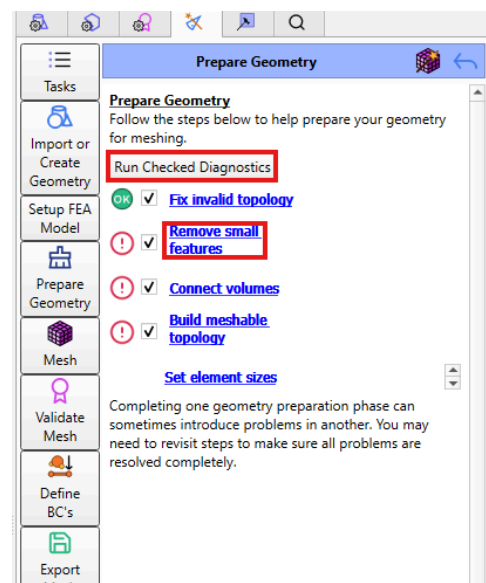 Tasks
Import or
Create
Geometry
Setup FEA
Model
Prepare
Geometry
Mesh
Validate
Mesh
Define
BC's
Export
Prepare Geometry
Prepare Geometry
Follow the steps below to help prepare your geometry
for meshing.
Run Checked Diagnostics
OK
Fix invalid topology
Remove small
features
Connect volumes
Build meshable
topology
Set element sizes
Completing one geometry preparation phase can
sometimes introduce problems in another. You may
need to revisit steps to make sure all problems are
resolved completely.